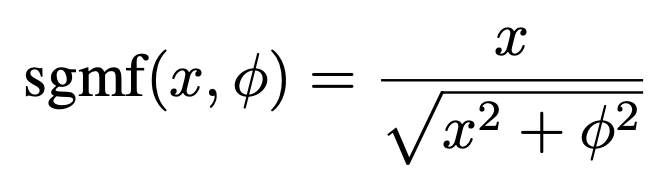 sgmf(x, ϕ) = x / √(x² + ϕ²)